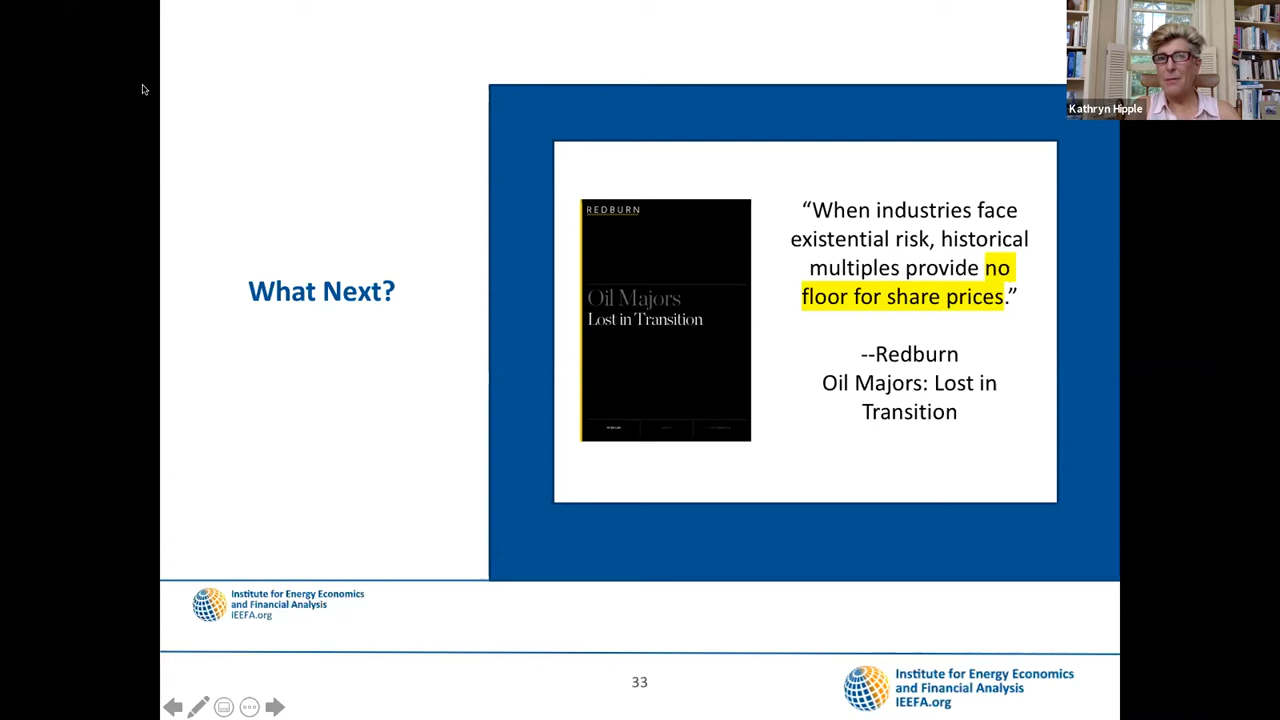 Kathryn Hipple
What Next?
REDBURN
Oil Majors
Lost in Transition
“When industries face
existential risk, historical
multiples provide no
floor for share prices.”
--Redburn
Oil Majors: Lost in
Transition
Institute for Energy Economics
and Financial Analysis
IEEFA.org
33
Institute for Energy Economics
and Financial Analysis
IEEFA.org